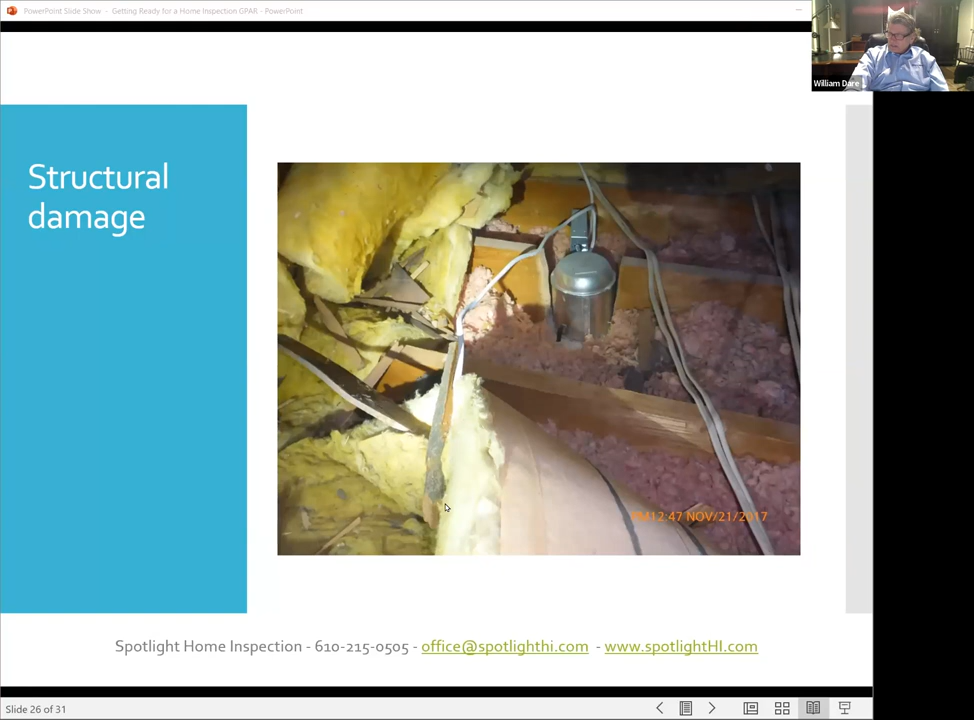 PowerPoint Slide Show - Getting Ready for a Home Inspection GPAR - PowerPoint
William Dare
Structural
damage
PM12:47 NOV/21/2017
Spotlight Home Inspection - 610-215-0505 - office@spotlighthi.com - www.spotlightHI.com
Slide 26 of 31